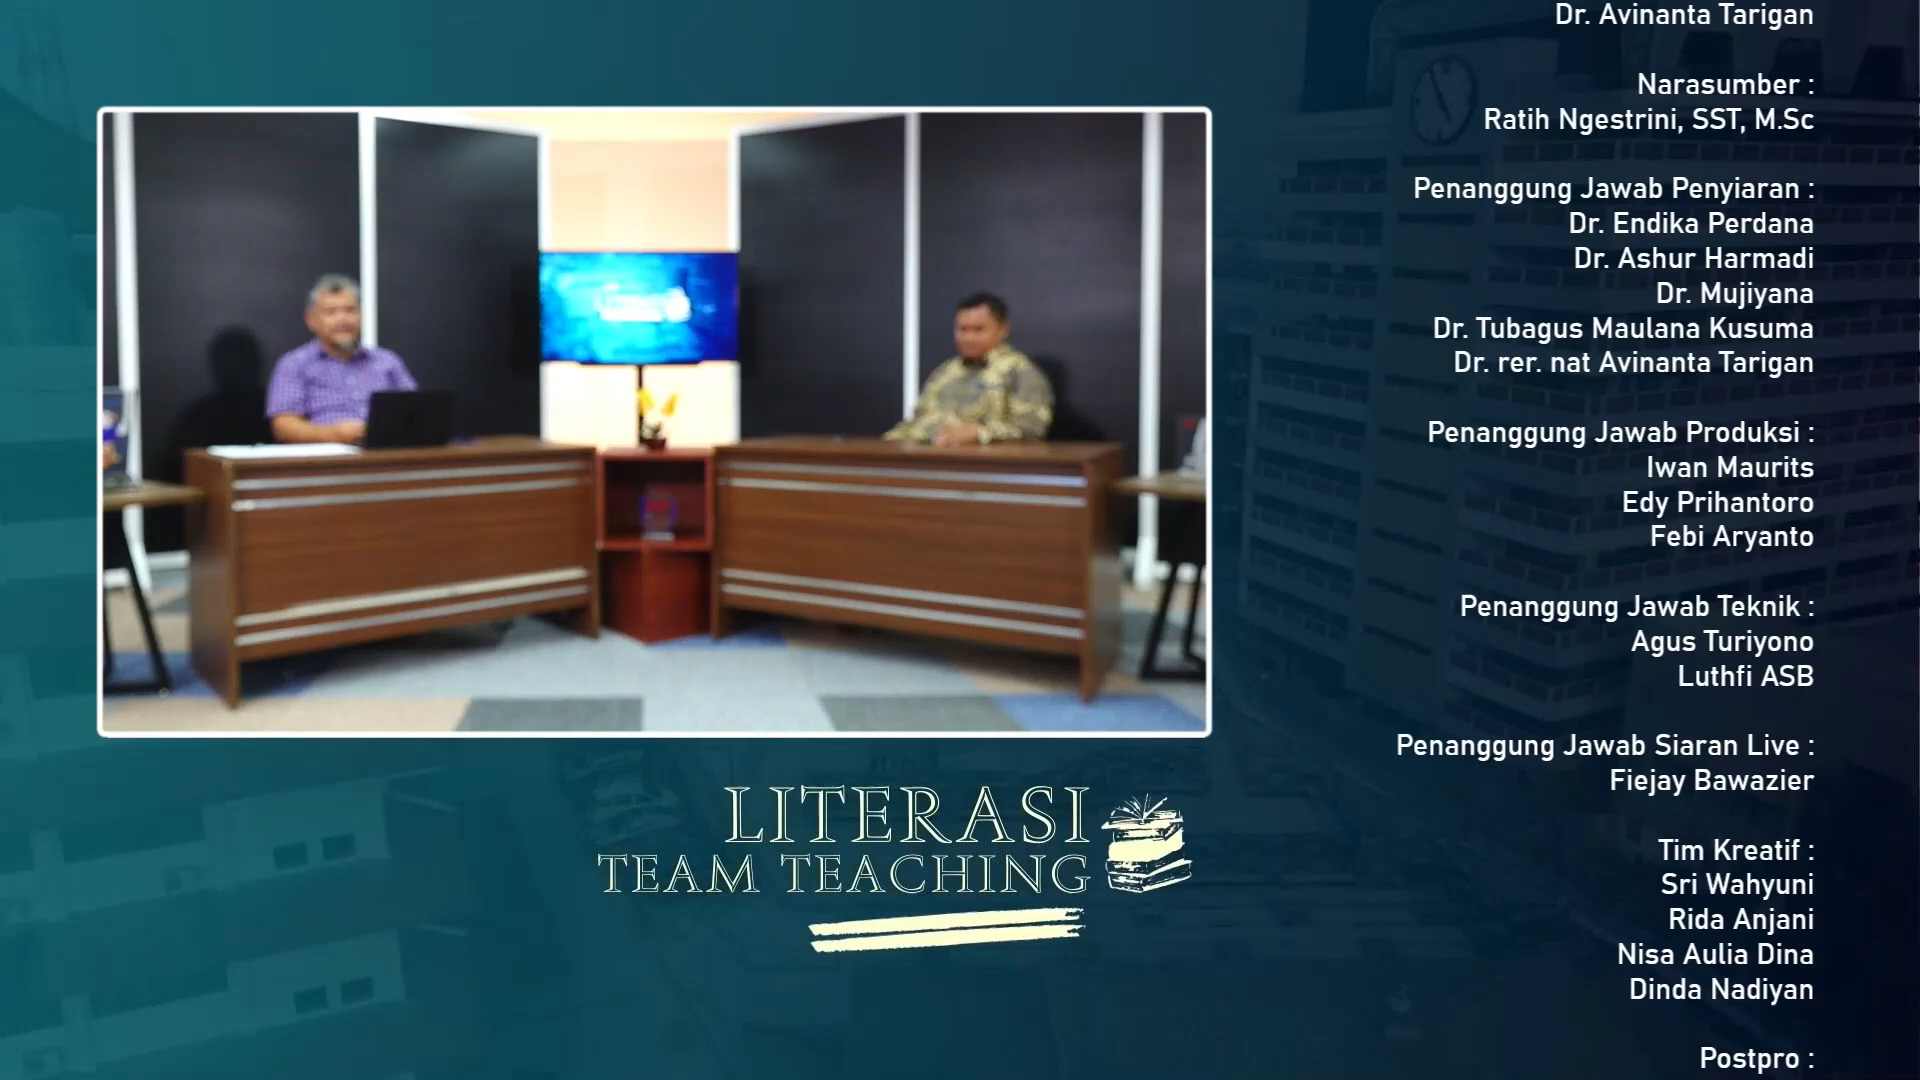 Dr. Avinanta Tarigan
Narasumber :
Ratih Ngestrini, SST, M.Sc
Penanggung Jawab Penyiaran :
Dr. Endika Perdana
Dr. Ashur Harmadi
Dr. Mujiyana
Dr. Tubagus Maulana Kusuma
Dr. rer. nat Avinanta Tarigan
Penanggung Jawab Produksi :
Iwan Maurits
Edy Prihantoro
Febi Aryanto
Penanggung Jawab Teknik :
Agus Turiyono
Luthfi ASB
Penanggung Jawab Siaran Live :
Fiejay Bawazier
Tim Kreatif :
Sri Wahyuni
Rida Anjani
Nisa Aulia Dina
Dinda Nadiyan
Postpro :
LITERASI
TEAM TEACHING